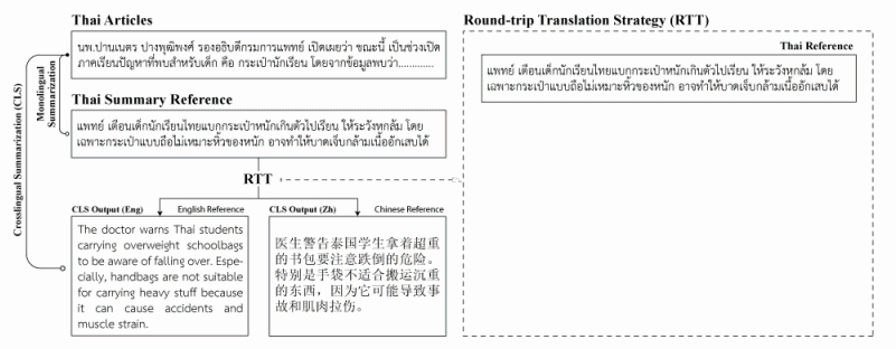 Thai Articles
นพ.ปานเนตร ปางพุฒิพงศ์ รองอธิบดีกรมการแพทย์ เปิดเผยว่า ขณะนี้ เป็นช่วงเปิด
ภาคเรียนปัญหาที่พบสำหรับเด็ก คือ กระเป๋านักเรียน โดยจากข้อมูลพบว่า.............
Thai Summary Reference
แพทย์ เตือนเด็กนักเรียนไทยแบกกระเป๋าหนักเกินตัวไปเรียน ให้ระวังหกล้ม โดย
เฉพาะกระเป๋าแบบถือไม่เหมาะหิ้วของหนัก อาจทำให้บาดเจ็บกล้ามเนื้ออักเสบได้
Crosslingual Summarization (CLS)
Monolingual
Summarization
RTT
CLS Output (Eng) English Reference
The doctor warns Thai students
carrying overweight schoolbags
to be aware of falling over. Espe-
cially, handbags are not suitable
for carrying heavy stuff because
it can cause accidents and
muscle strain.
CLS Output (Zh) Chinese Reference
医生警告泰国学生拿着超重
的书包要注意跌倒的危险。
特别是手袋不适合搬运沉重
的东西，因为它可能导致事
故和肌肉拉伤。
Round-trip Translation Strategy (RTT)
Thai Reference
แพทย์ เตือนเด็กนักเรียนไทยแบกกระเป๋าหนักเกินตัวไปเรียน ให้ระวังหกล้ม โดย
เฉพาะกระเป๋าแบบถือไม่เหมาะหิ้วของหนัก อาจทำให้บาดเจ็บกล้ามเนื้ออักเสบได้